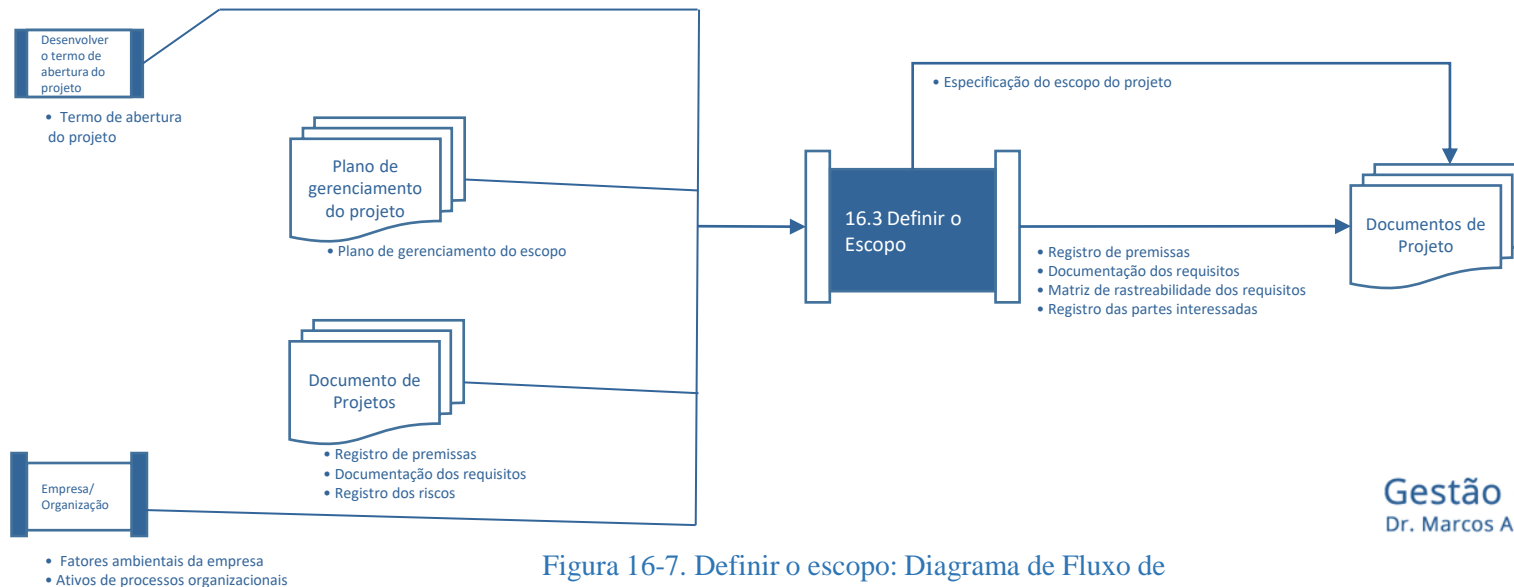 Desenvolver
o termo de
abertura do
projeto
• Termo de abertura
do projeto
Plano de
gerenciamento
do projeto
• Plano de gerenciamento do escopo
Documento de
Projetos
• Registro de premissas
• Documentação dos requisitos
• Registro dos riscos
Empresa/
Organização
• Fatores ambientais da empresa
• Ativos de processos organizacionais
16.3 Definir o
Escopo
• Especificação do escopo do projeto
• Registro de premissas
• Documentação dos requisitos
• Matriz de rastreabilidade dos requisitos
• Registro das partes interessadas
Documentos de
Projeto
Gestão
Dr. Marcos A
Figura 16-7. Definir o escopo: Diagrama de Fluxo de